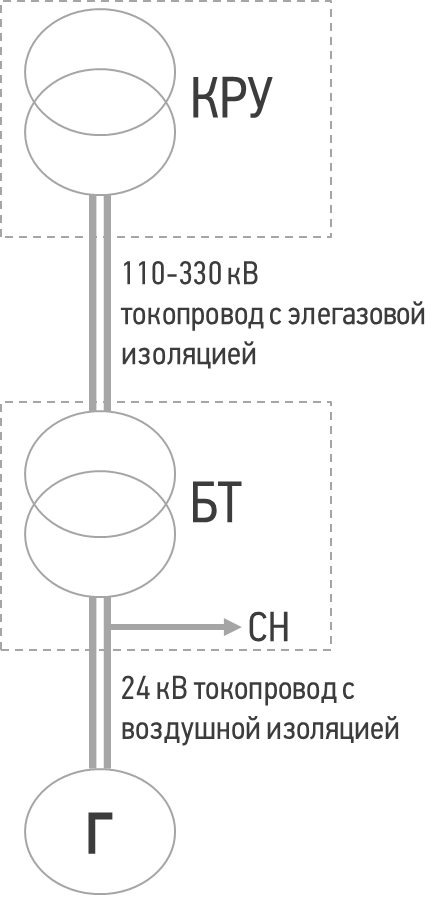 КРУ
110-330 кВ
токопровод с элегазовой
изоляцией
БТ
СН
24 кВ токопровод с
воздушной изоляцией
Г